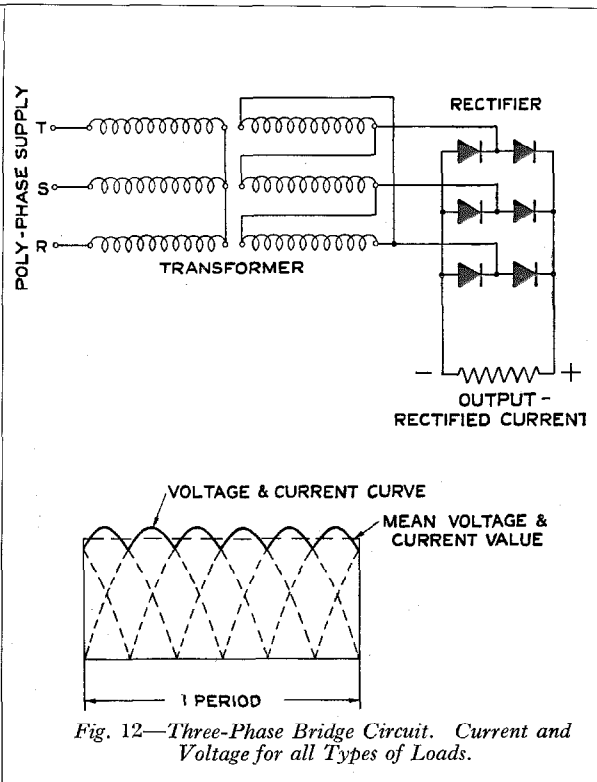 POLY-PHASE SUPPLY
T
S
R
TRANSFORMER
RECTIFIER
- +
OUTPUT -
RECTIFIED CURRENT
VOLTAGE & CURRENT CURVE
MEAN VOLTAGE &
CURRENT VALUE
1 PERIOD
Fig. 12—Three-Phase Bridge Circuit. Current and
Voltage for all Types of Loads.